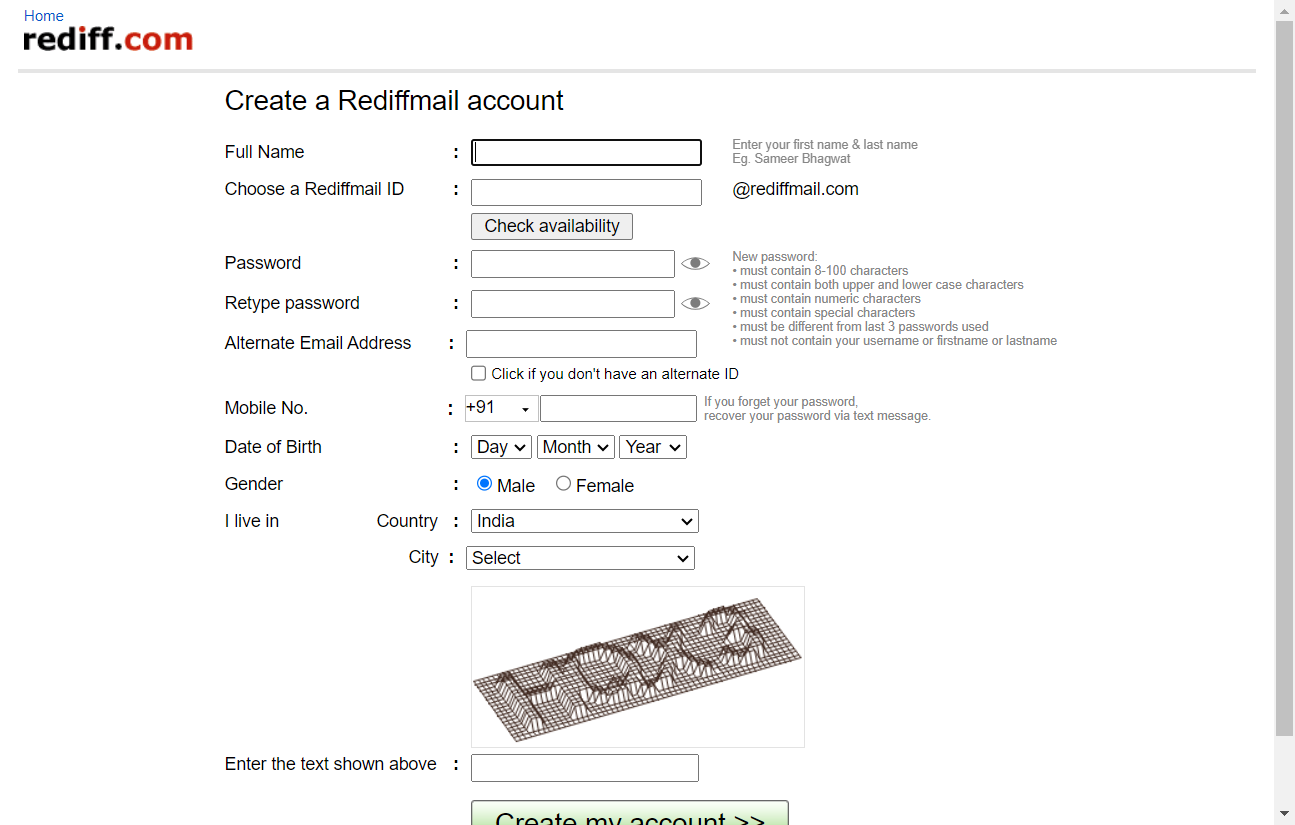 Home
rediff.com
Create a Rediffmail account
Full Name : Enter your first name & last name
Eg. Sameer Bhagwat
Choose a Rediffmail ID : @rediffmail.com
Check availability
Password :
Retype password :
New password:
• must contain 8-100 characters
• must contain both upper and lower case characters
• must contain numeric characters
• must contain special characters
• must be different from last 3 passwords used
• must not contain your username or firstname or lastname
Alternate Email Address :
Click if you don't have an alternate ID
Mobile No. : +91 If you forget your password,
recover your password via text message.
Date of Birth : Day Month Year
Gender : Male Female
I live in Country : India
City : Select
Enter the text shown above :
Create my account >>